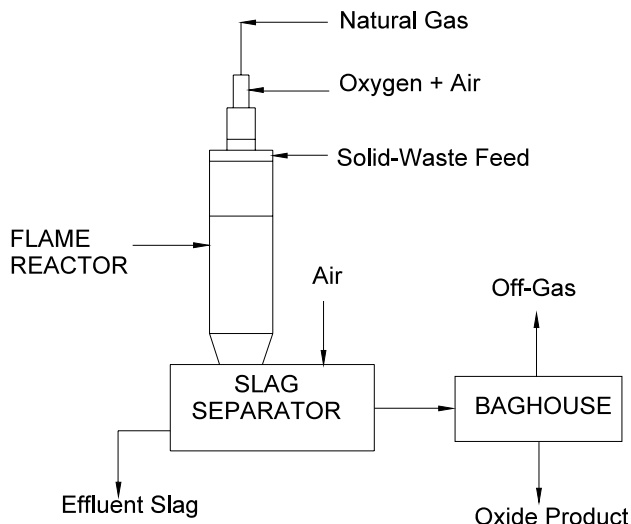 Natural Gas
Oxygen + Air
Solid-Waste Feed
FLAME
REACTOR
Air
Off-Gas
SLAG
SEPARATOR
BAGHOUSE
Effluent Slag
Oxide Product